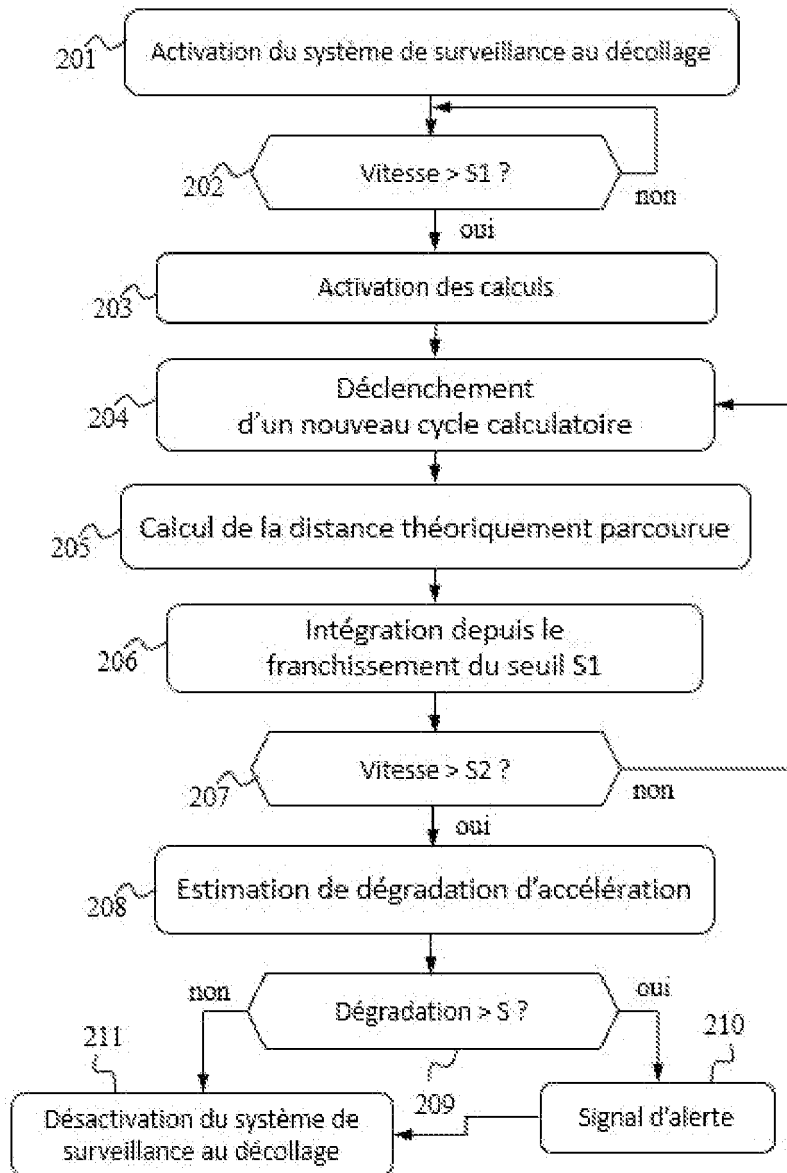 201
Activation du système de surveillance au décollage
202
Vitesse > S1 ?
non
oui
203
Activation des calculs
204
Déclenchement
d'un nouveau cycle calculatoire
205
Calcul de la distance théoriquement parcourue
206
Intégration depuis le
franchissement du seuil S1
207
Vitesse > S2 ?
non
oui
208
Estimation de dégradation d'accélération
non
Dégradation > S ?
oui
211
209
210
Désactivation du système de
surveillance au décollage
Signal d'alerte